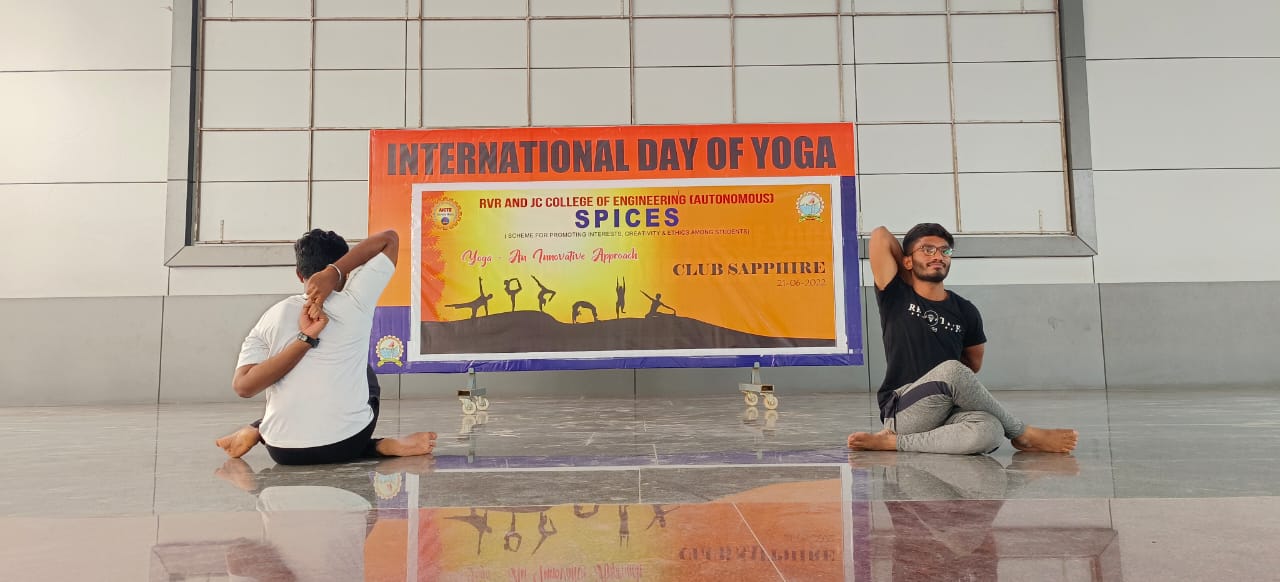 INTERNATIONAL DAY OF YOGA
RVR AND JC COLLEGE OF ENGINEERING (AUTONOMOUS)
SPICES
( SCHEME FOR PROMOTING INTERESTS, CREATIVITY & ETHICS AMONG STUDENTS)
Yoga - An Innovative Approach
CLUB SAPPHIRE
21-06-2022
AICTE